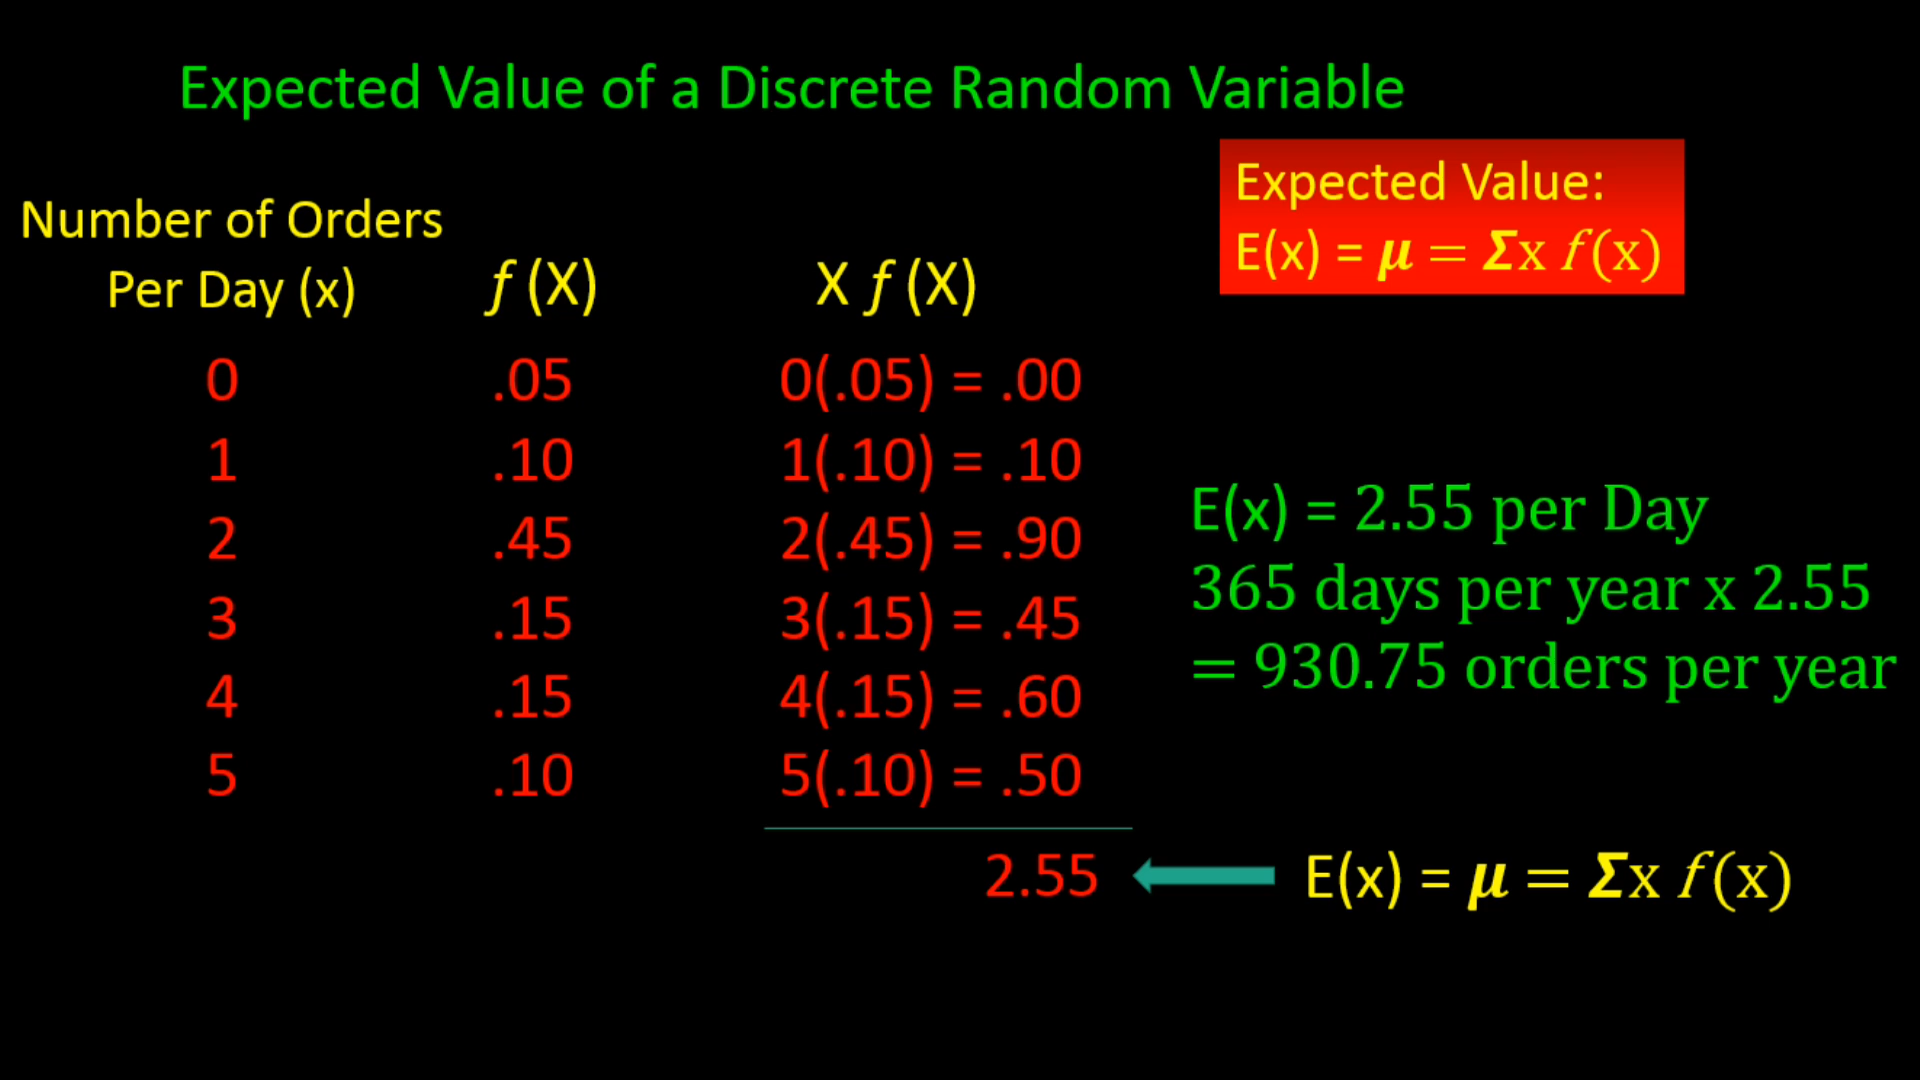 Expected Value of a Discrete Random Variable
Expected Value:
E(x) = μ = Σx f(x)
Number of Orders
Per Day (x) f (X) X f (X)
0 .05 0(.05) = .00
1 .10 1(.10) = .10
2 .45 2(.45) = .90
3 .15 3(.15) = .45
4 .15 4(.15) = .60
5 .10 5(.10) = .50
E(x) = 2.55 per Day
365 days per year x 2.55
= 930.75 orders per year
2.55 E(x) = μ = Σx f(x)